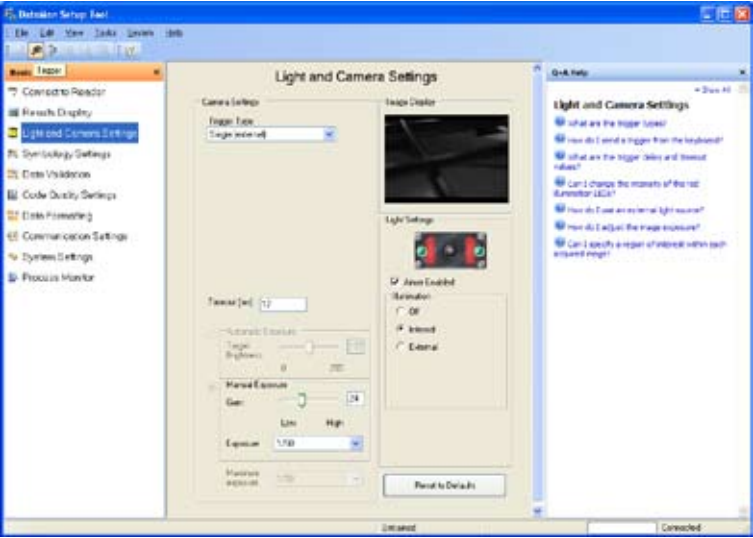 DataMan Setup Tool
File Edit View Tasks System Help
Basic
Trigger
Connect to Reader
Results Display
Light and Camera Settings
Symbology Settings
Data Validation
Code Quality Settings
Data Formatting
Communication Settings
System Settings
Process Monitor
Light and Camera Settings
Camera Settings
Trigger Type
Single (external)
Timeout [sec]
Automatic Exposure
Target
Brightness
0
255
Manual Exposure
Gain
24
Low High
Exposure
Maximum
exposure
Image Display
Light Settings
Aimer Enabled
Illumination
Off
Internal
External
Reset to Defaults
Q+A Help
Show All
Light and Camera Settings
What are the trigger types?
How do I send a trigger from the keyboard?
What are the trigger delay and timeout
values?
Can I change the intensity of the red
illumination LEDs?
How do I use an external light source?
How do I adjust the image exposure?
Can I specify a region of interest within each
acquired image?
Untrained
Connected